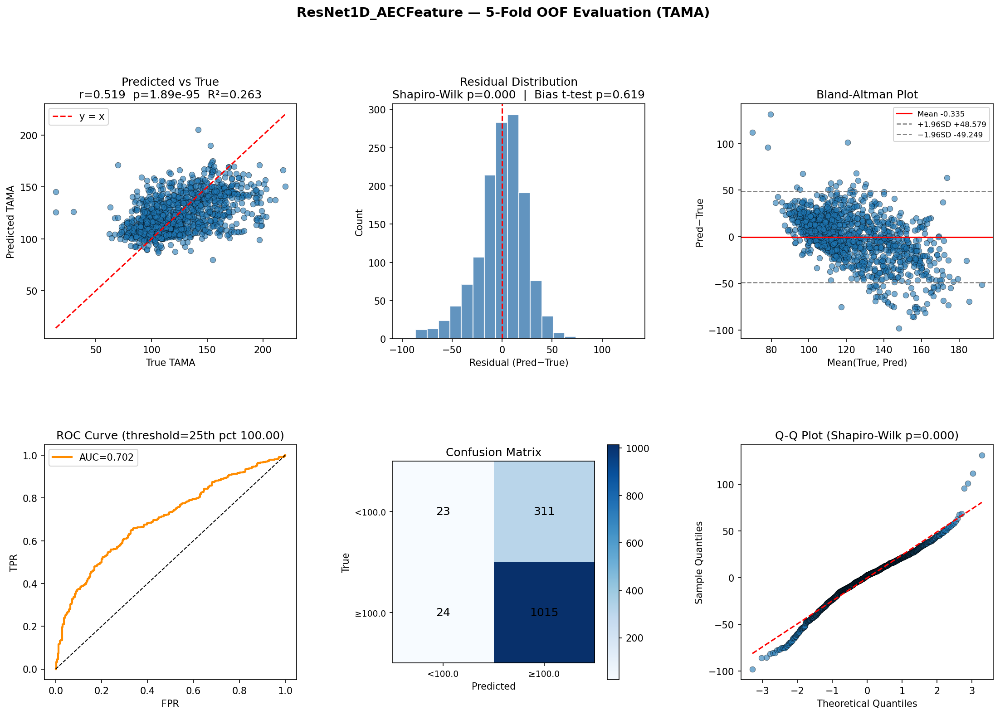 ResNet1D_AECFeature — 5-Fold OOF Evaluation (TAMA)
Predicted vs True
r=0.519  p=1.89e-95  R²=0.263
y = x
200
150
100
50
Predicted TAMA
50
100
150
200
True TAMA
Residual Distribution
Shapiro-Wilk p=0.000  |  Bias t-test p=0.619
300
250
200
150
100
50
0
Count
−100
−50
0
50
100
Residual (Pred−True)
Bland-Altman Plot
Mean -0.335
+1.96SD +48.579
−1.96SD -49.249
100
50
0
−50
−100
Pred−True
80
100
120
140
160
180
Mean(True, Pred)
ROC Curve (threshold=25th pct 100.00)
AUC=0.702
1.0
0.8
0.6
0.4
0.2
0.0
TPR
0.0
0.2
0.4
0.6
0.8
1.0
FPR
Confusion Matrix
<100.0
≥100.0
True
23
311
24
1015
<100.0
≥100.0
Predicted
1000
800
600
400
200
Q-Q Plot (Shapiro-Wilk p=0.000)
100
50
0
−50
−100
Sample Quantiles
−3
−2
−1
0
1
2
3
Theoretical Quantiles